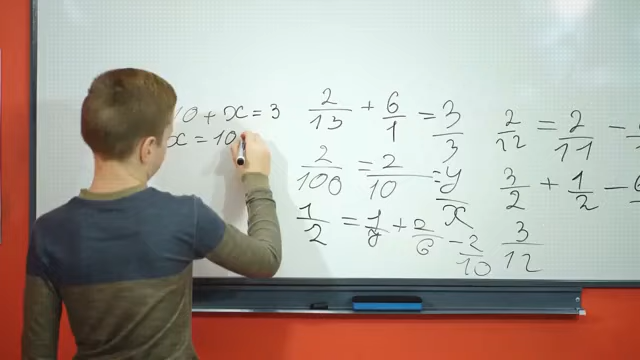 10 + x = 3
x = 10
2/13 + 6/1 = 3/3
2/100 = 2/10 = y/x
1/2 = 1/y + 2/6 - 2/10
2/22 = 2/11 -
3/2 + 1/2 - 6
3/12